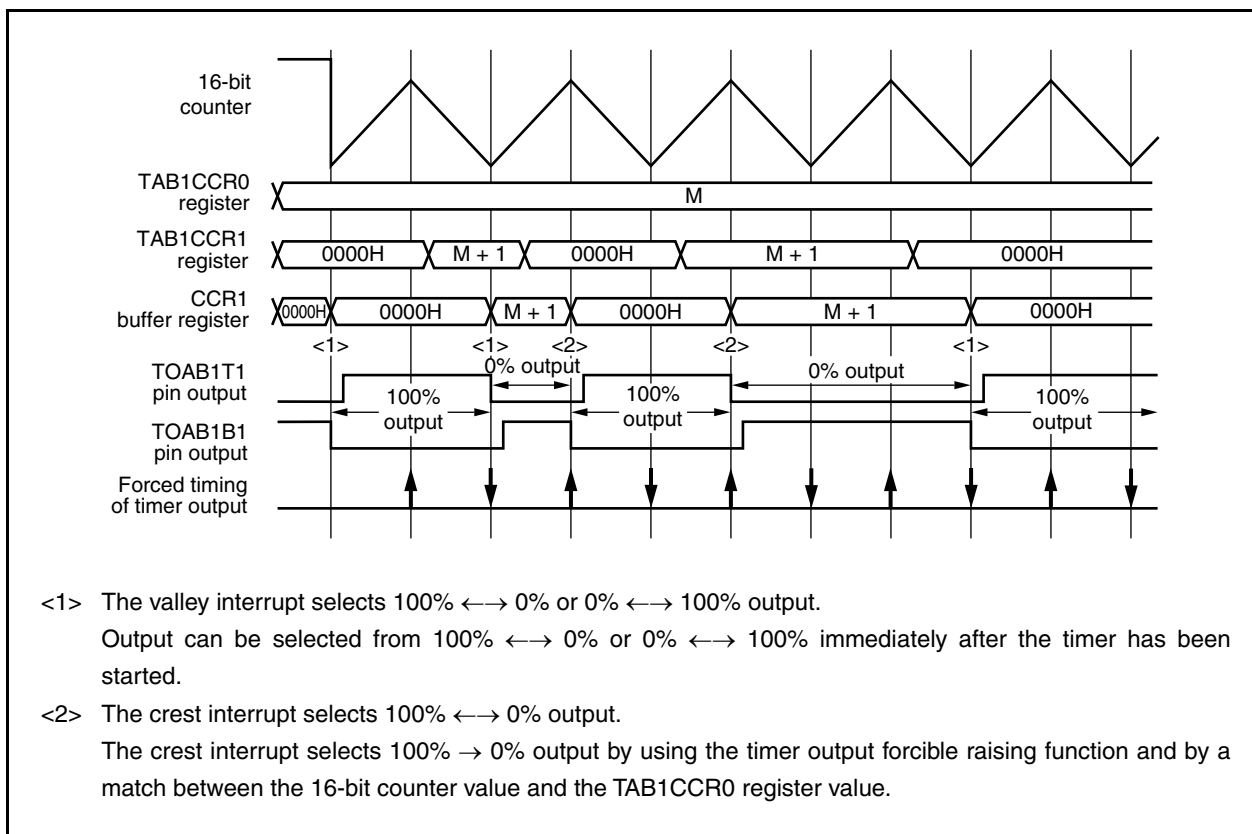 16-bit
counter
TAB1CCR0
register
M
TAB1CCR1
register
0000H
M + 1
0000H
M + 1
0000H
CCR1
buffer register
0000H
0000H
M + 1
0000H
M + 1
0000H
<1>
<1>
<2>
<2>
<1>
TOAB1T1
pin output
0% output
0% output
100%
output
100%
output
100%
output
TOAB1B1
pin output
Forced timing
of timer output
<1> The valley interrupt selects 100% ←→ 0% or 0% ←→ 100% output.
Output can be selected from 100% ←→ 0% or 0% ←→ 100% immediately after the timer has been
started.
<2> The crest interrupt selects 100% ←→ 0% output.
The crest interrupt selects 100% → 0% output by using the timer output forcible raising function and by a
match between the 16-bit counter value and the TAB1CCR0 register value.